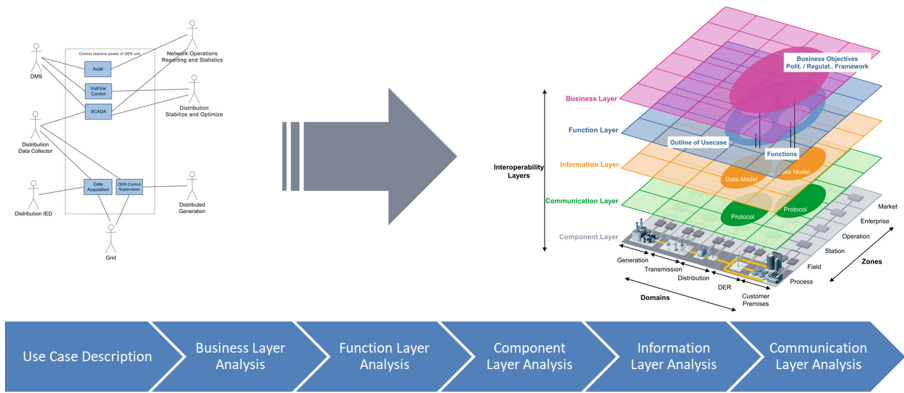 Control reactive power of DER unit
Audit
Volt/Var
Control
SCADA
Data
Acquisition
DER Control
Supervision
DMS
Network Operations
Reporting and Statistics
Distribution
Stabilize and Optimize
Distribution
Data Collector
Distribution IED
Distributed
Generation
Grid
Interoperability
Layers
Business Layer
Function Layer
Information Layer
Communication Layer
Component Layer
Business Objectives
Polit. / Regulat.. Framework
Outline of Usecase
Functions
Data Model
Data Model
Protocol
Protocol
Market
Enterprise
Operation
Station
Field
Process
Zones
Generation
Transmission
Distribution
DER
Customer
Premises
Domains
Use Case Description
Business Layer
Analysis
Function Layer
Analysis
Component
Layer Analysis
Information
Layer Analysis
Communication
Layer Analysis